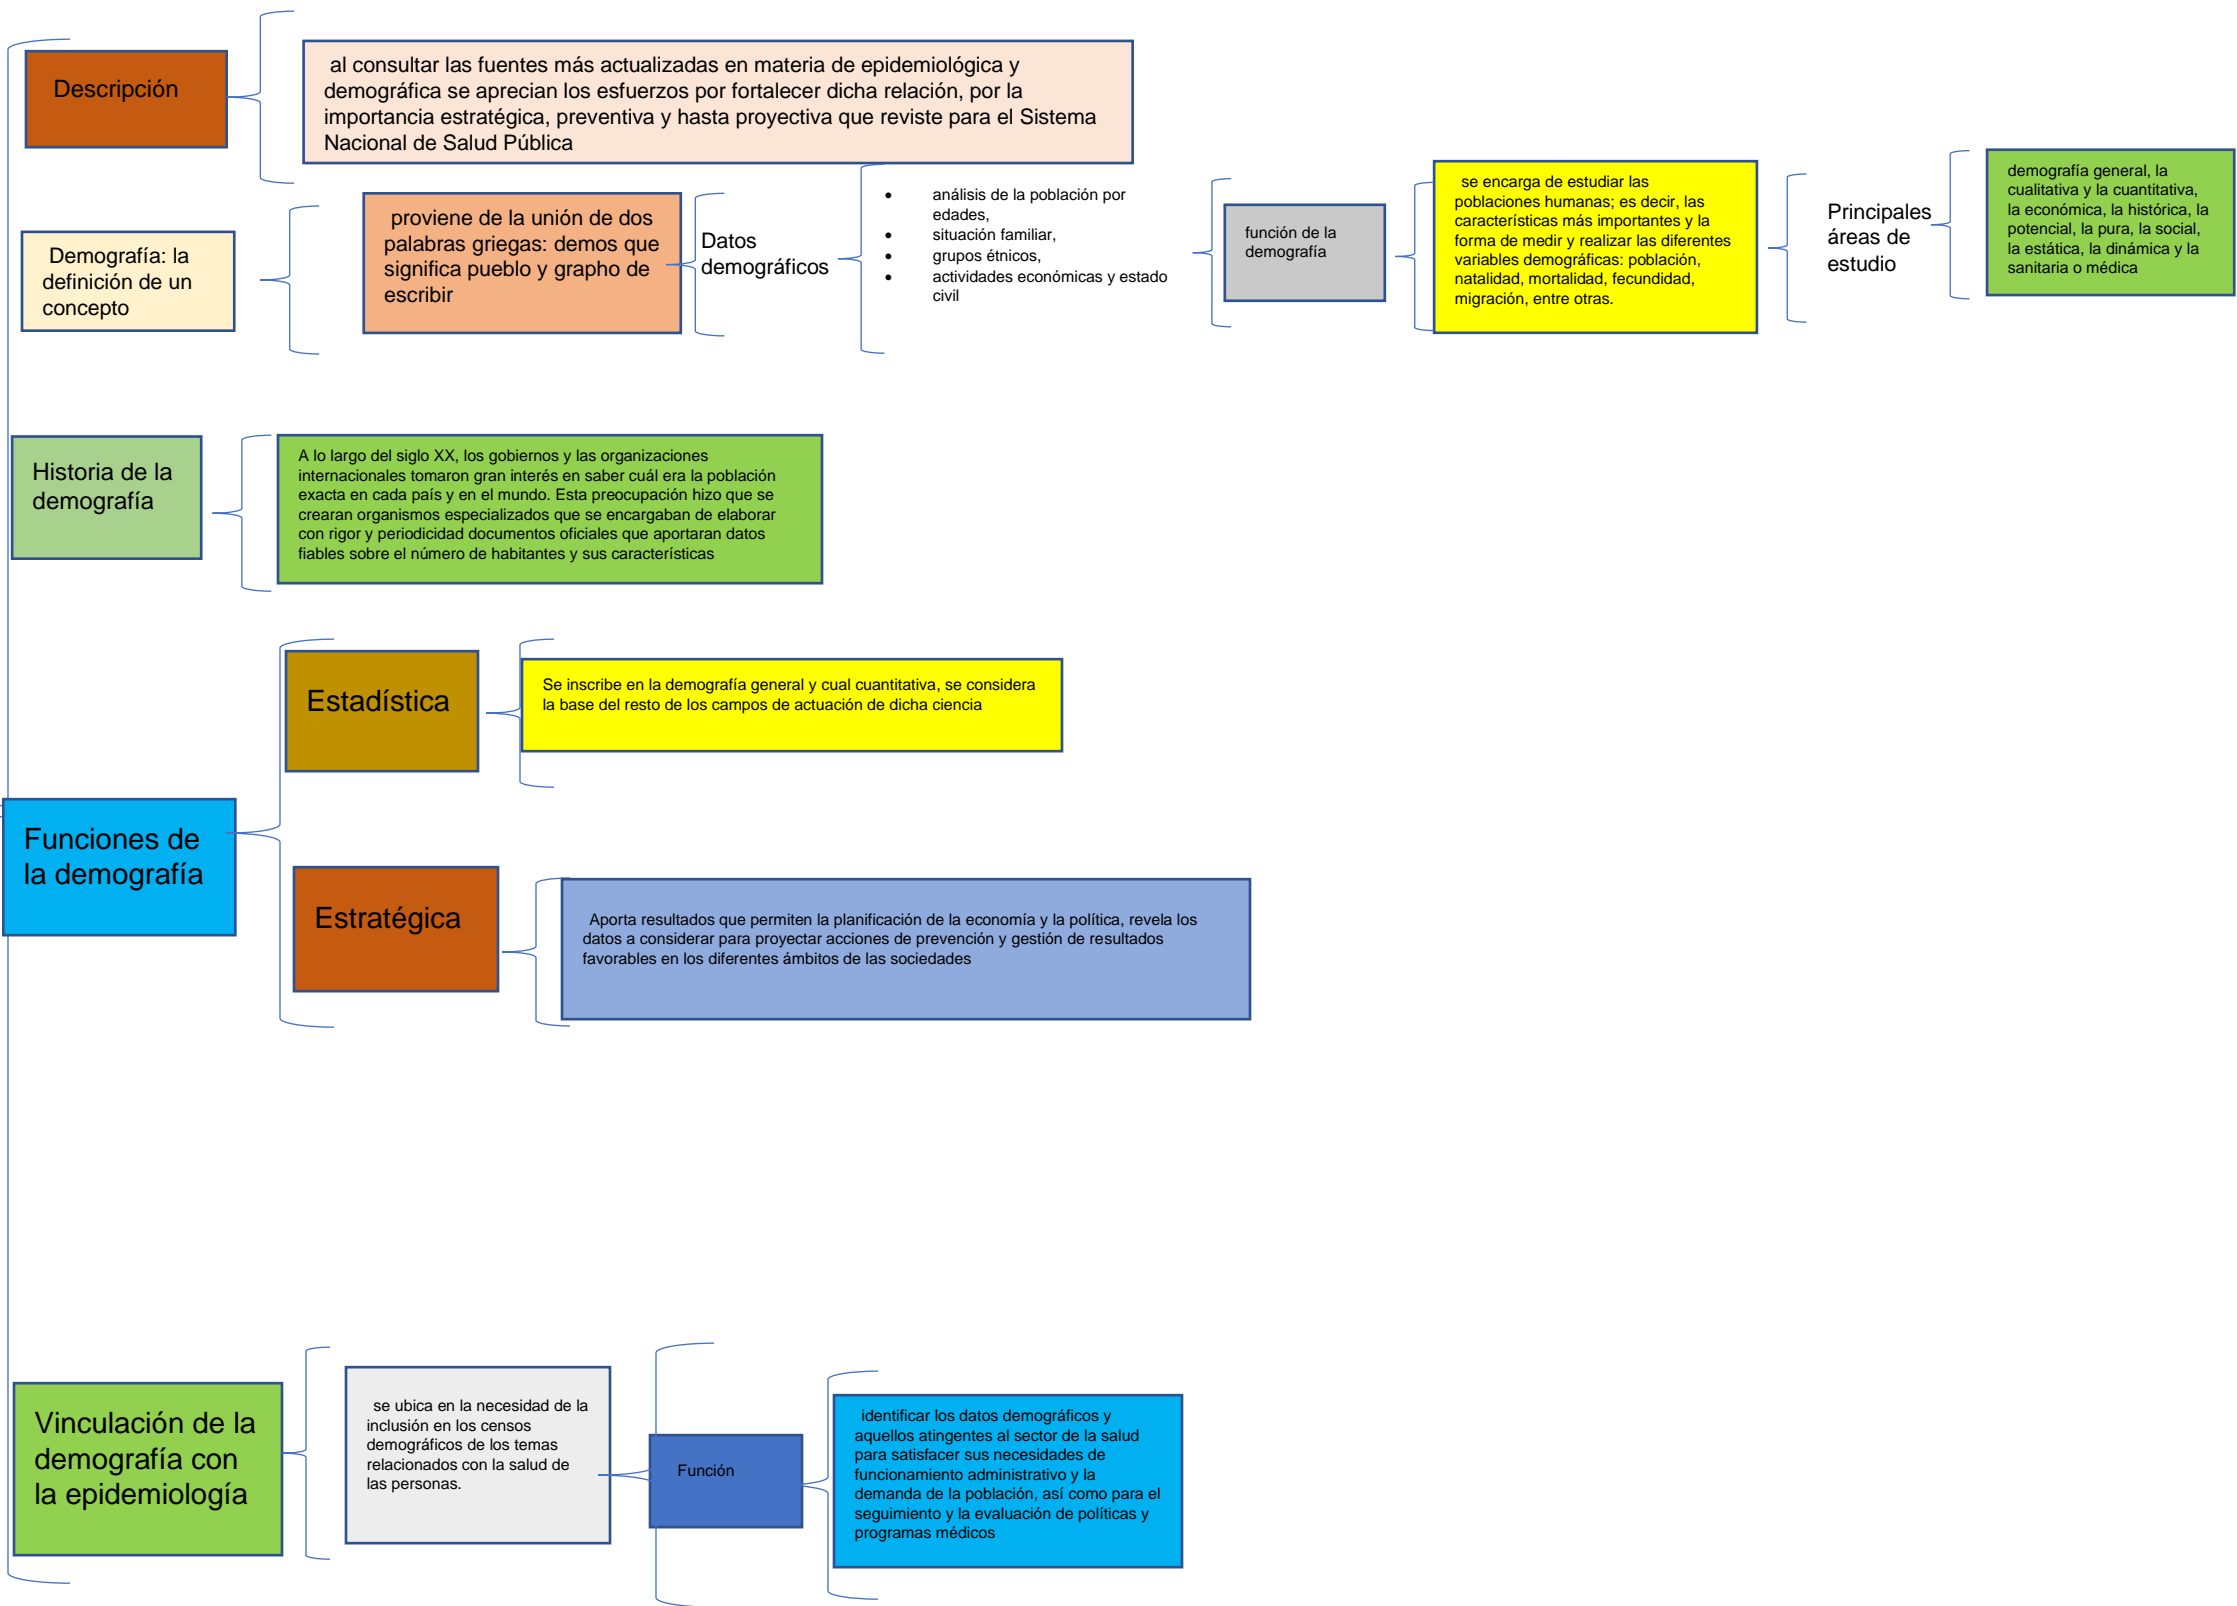 Descripción
al consultar las fuentes más actualizadas en materia de epidemiológica y
demográfica se aprecian los esfuerzos por fortalecer dicha relación, por la
importancia estratégica, preventiva y hasta proyectiva que reviste para el Sistema
Nacional de Salud Pública
Demografía: la
definición de un
concepto
proviene de la unión de dos
palabras griegas: demos que
significa pueblo y grapho de
escribir
Datos
demográficos
• análisis de la población por
edades,
• situación familiar,
• grupos étnicos,
• actividades económicas y estado
civil
función de la
demografía
se encarga de estudiar las
poblaciones humanas; es decir, las
características más importantes y la
forma de medir y realizar las diferentes
variables demográficas: población,
natalidad, mortalidad, fecundidad,
migración, entre otras.
Principales
áreas de
estudio
demografía general, la
cualitativa y la cuantitativa,
la económica, la histórica, la
potencial, la pura, la social,
la estática, la dinámica y la
sanitaria o médica
Historia de la
demografía
A lo largo del siglo XX, los gobiernos y las organizaciones
internacionales tomaron gran interés en saber cuál era la población
exacta en cada país y en el mundo. Esta preocupación hizo que se
crearan organismos especializados que se encargaban de elaborar
con rigor y periodicidad documentos oficiales que aportaran datos
fiables sobre el número de habitantes y sus características
Funciones de
la demografía
Estadística
Se inscribe en la demografía general y cual cuantitativa, se considera
la base del resto de los campos de actuación de dicha ciencia
Estratégica
Aporta resultados que permiten la planificación de la economía y la política, revela los
datos a considerar para proyectar acciones de prevención y gestión de resultados
favorables en los diferentes ámbitos de las sociedades
Vinculación de la
demografía con
la epidemiología
se ubica en la necesidad de la
inclusión en los censos
demográficos de los temas
relacionados con la salud de
las personas.
Función
identificar los datos demográficos y
aquellos atingentes al sector de la salud
para satisfacer sus necesidades de
funcionamiento administrativo y la
demanda de la población, así como para el
seguimiento y la evaluación de políticas y
programas médicos